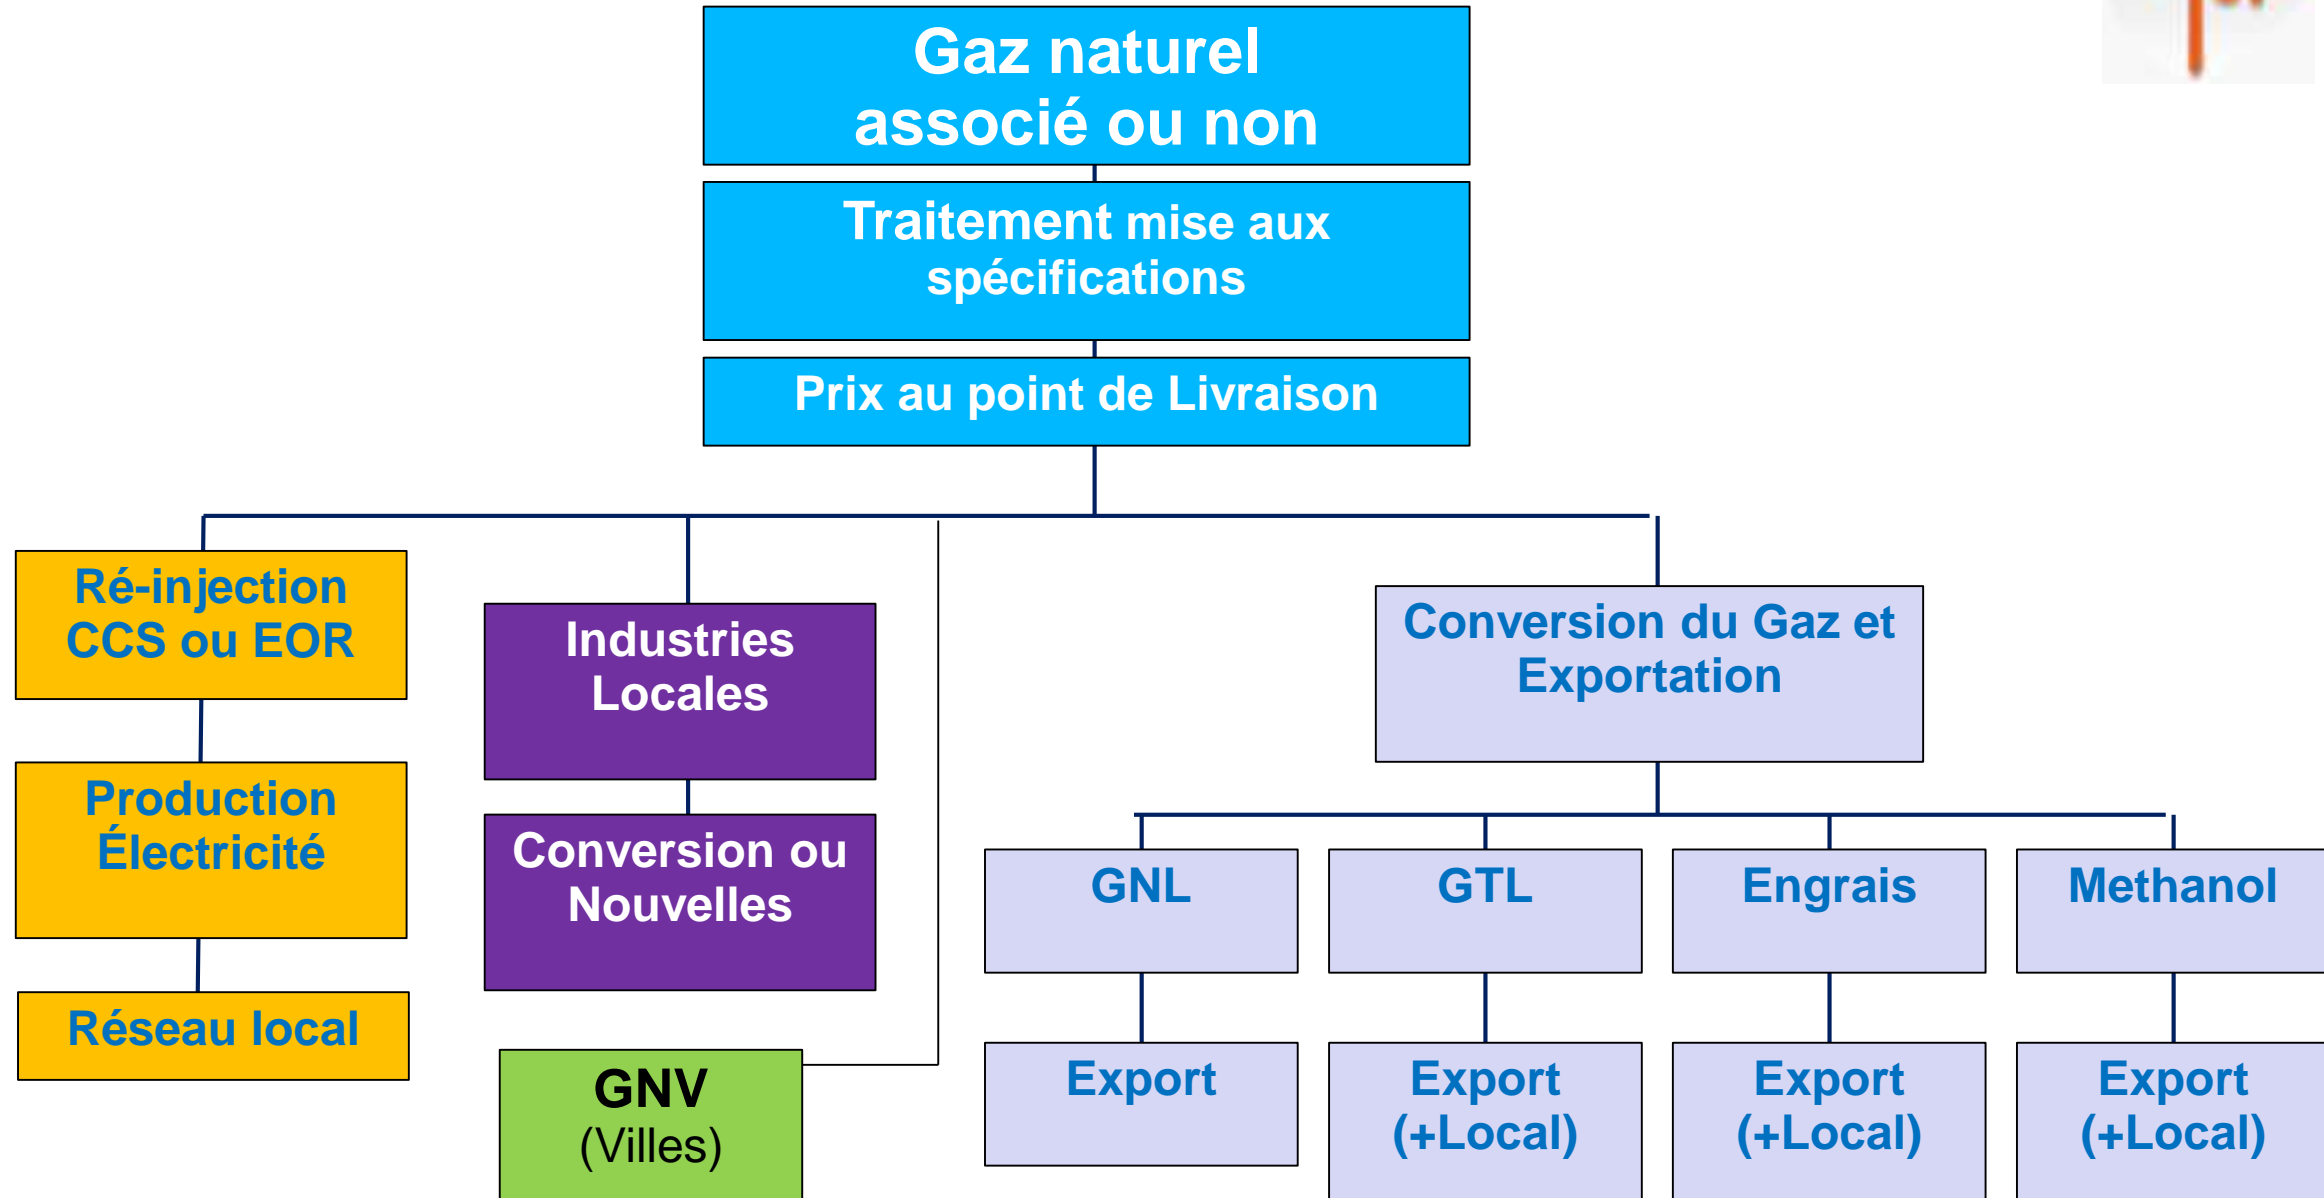 Gaz naturel
associé ou non
Traitement mise aux
spécifications
Prix au point de Livraison
Ré-injection
CCS ou EOR
Production
Électricité
Réseau local
Industries
Locales
Conversion ou
Nouvelles
GNV
(Villes)
Conversion du Gaz et
Exportation
GNL
GTL
Engrais
Methanol
Export
Export
(+Local)
Export
(+Local)
Export
(+Local)